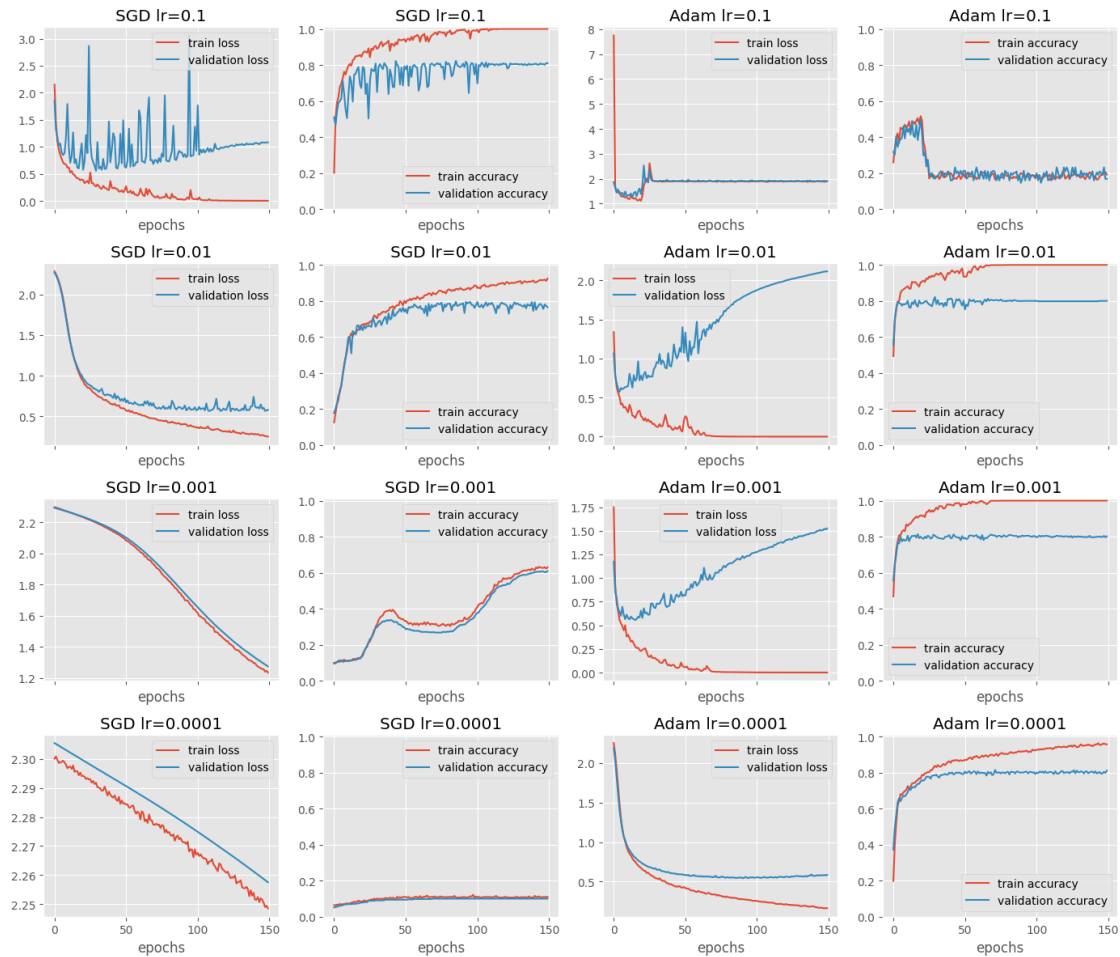 SGD lr=0.1
3.0
2.5
2.0
1.5
1.0
0.5
0.0
train loss
validation loss
epochs
SGD lr=0.1
1.0
0.8
0.6
0.4
0.2
0.0
train accuracy
validation accuracy
epochs
Adam lr=0.1
8
7
6
5
4
3
2
1
train loss
validation loss
epochs
Adam lr=0.1
1.0
0.8
0.6
0.4
0.2
0.0
train accuracy
validation accuracy
epochs
SGD lr=0.01
2.0
1.5
1.0
0.5
train loss
validation loss
epochs
SGD lr=0.01
1.0
0.8
0.6
0.4
0.2
0.0
train accuracy
validation accuracy
epochs
Adam lr=0.01
2.0
1.5
1.0
0.5
0.0
train loss
validation loss
epochs
Adam lr=0.01
1.0
0.8
0.6
0.4
0.2
0.0
train accuracy
validation accuracy
epochs
SGD lr=0.001
2.2
2.0
1.8
1.6
1.4
1.2
train loss
validation loss
epochs
SGD lr=0.001
1.0
0.8
0.6
0.4
0.2
0.0
train accuracy
validation accuracy
epochs
Adam lr=0.001
1.75
1.50
1.25
1.00
0.75
0.50
0.25
0.00
train loss
validation loss
epochs
Adam lr=0.001
1.0
0.8
0.6
0.4
0.2
0.0
train accuracy
validation accuracy
epochs
SGD lr=0.0001
2.30
2.29
2.28
2.27
2.26
2.25
train loss
validation loss
0 50 100 150
epochs
SGD lr=0.0001
1.0
0.8
0.6
0.4
0.2
0.0
train accuracy
validation accuracy
0 50 100 150
epochs
Adam lr=0.0001
2.0
1.5
1.0
0.5
train loss
validation loss
0 50 100 150
epochs
Adam lr=0.0001
1.0
0.8
0.6
0.4
0.2
0.0
train accuracy
validation accuracy
0 50 100 150
epochs